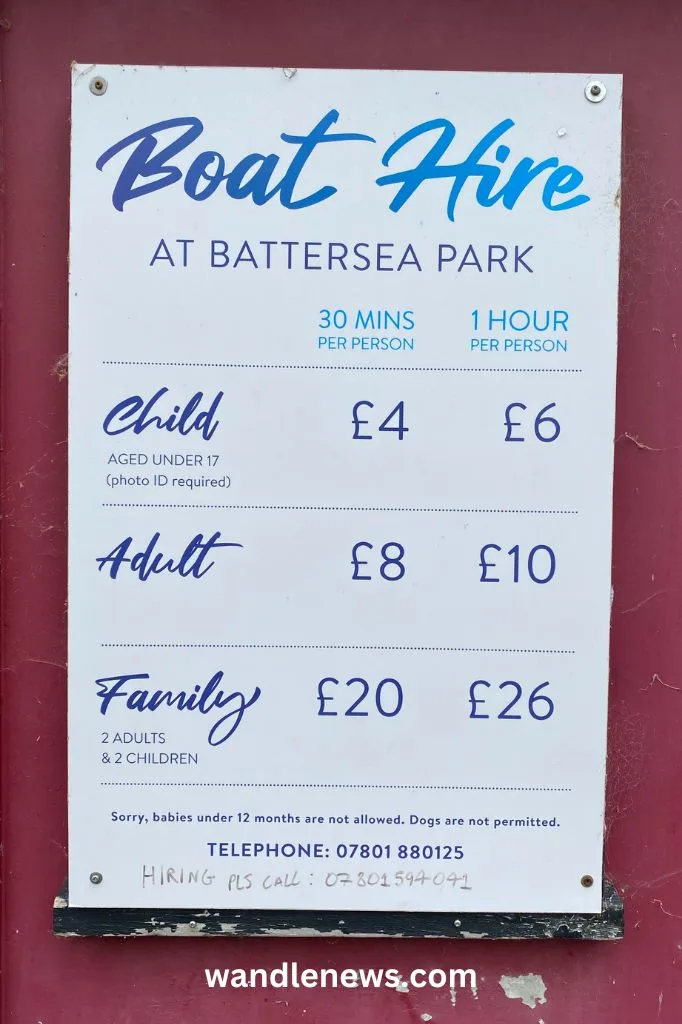 Boat Hire
AT BATTERSEA PARK
30 MINS 1 HOUR
PER PERSON PER PERSON
Child £4 £6
AGED UNDER 17
(photo ID required)
Adult £8 £10
Family £20 £26
2 ADULTS
& 2 CHILDREN
Sorry, babies under 12 months are not allowed. Dogs are not permitted.
TELEPHONE: 07801 880125
HIRING PLS CALL: 07801594041
wandlenews.com